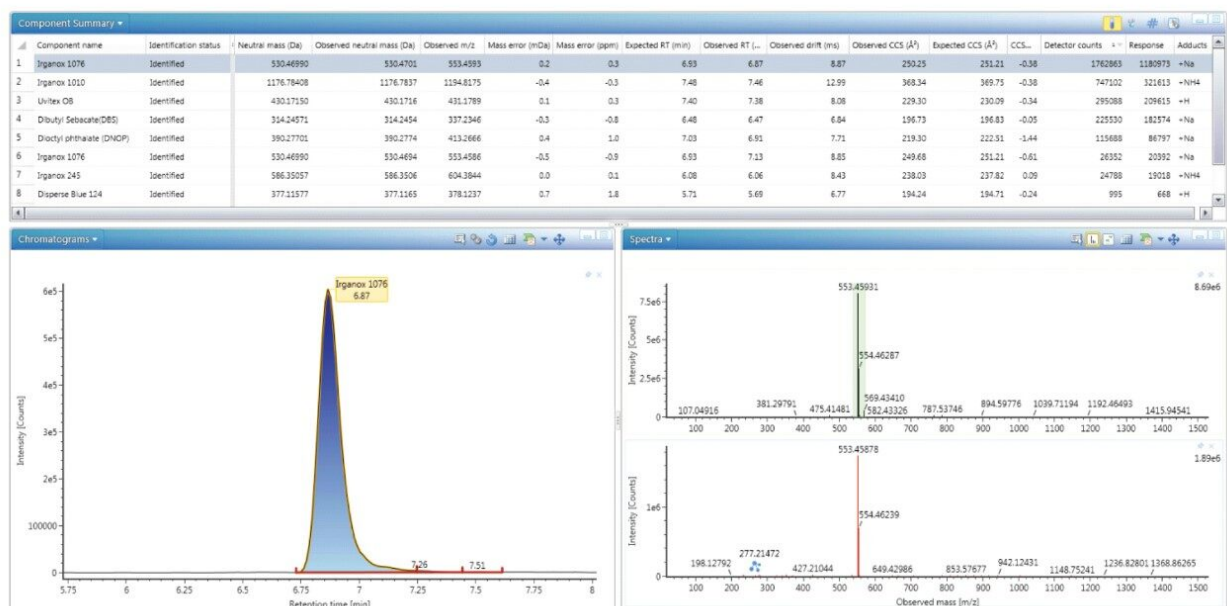 Component Summary
Component name Identification status Neutral mass (Da) Observed neutral mass (Da) Observed m/z Mass error (mDa) Mass error (ppm) Expected RT (min) Observed RT (... Observed drift (ms) Observed CCS (Å²) Expected CCS (Å²) CCS... Detector counts Response Adducts
1 Irganox 1076 Identified 530.46990 530.4701 553.4593 0.2 0.3 6.93 6.87 8.87 250.25 251.21 -0.38 1762863 1180973 +Na
2 Irganox 1010 Identified 1176.78408 1176.7837 1194.8175 -0.4 -0.3 7.48 7.46 12.99 368.34 369.75 -0.38 747102 321613 +NH4
3 Uvitex OB Identified 430.17150 430.1716 431.1789 0.1 0.3 7.40 7.38 8.08 229.30 230.09 -0.34 295088 209615 +H
4 Dibutyl Sebacate(DBS) Identified 314.24571 314.2454 337.2346 -0.3 -0.8 6.48 6.47 6.84 196.73 196.83 -0.05 225530 182574 +Na
5 Dioctyl phthalate (DNOP) Identified 390.27701 390.2774 413.2666 0.4 1.0 7.03 6.91 7.71 219.30 222.51 -1.44 115688 86797 +Na
6 Irganox 1076 Identified 530.46990 530.4694 553.4586 -0.5 -0.9 6.93 7.13 8.85 249.68 251.21 -0.61 26352 20392 +Na
7 Irganox 245 Identified 586.35057 586.3506 604.3844 0.0 0.1 6.08 6.06 8.43 238.03 237.82 0.09 24788 19018 +NH4
8 Disperse Blue 124 Identified 377.11577 377.1165 378.1237 0.7 1.8 5.71 5.69 6.77 194.24 194.71 -0.24 995 668 +H
Chromatograms
Irganox 1076
6.87
6e5
5e5
4e5
3e5
2e5
100000
0
Intensity [Counts]
7.26 7.51
5.75 6 6.25 6.5 6.75 7 7.25 7.5 7.75 8
Retention time [min]
Spectra
553.45931
8.69e6
7.5e6
5e6
2.5e6
0
Intensity [Counts]
554.46287
569.43410
107.04916 381.29791 475.41481 582.43326 787.53746 894.59776 1039.71194 1192.46493 1415.94541
100 200 300 400 500 600 700 800 900 1000 1100 1200 1300 1400 1500
553.45878
1.89e6
1e6
0
Intensity [Counts]
554.46239
277.21472
198.12792 427.21044 649.42986 853.57677 942.12431 1148.75241 1236.82801 1368.86265
100 200 300 400 500 600 700 800 900 1000 1100 1200 1300 1400 1500
Observed mass [m/z]